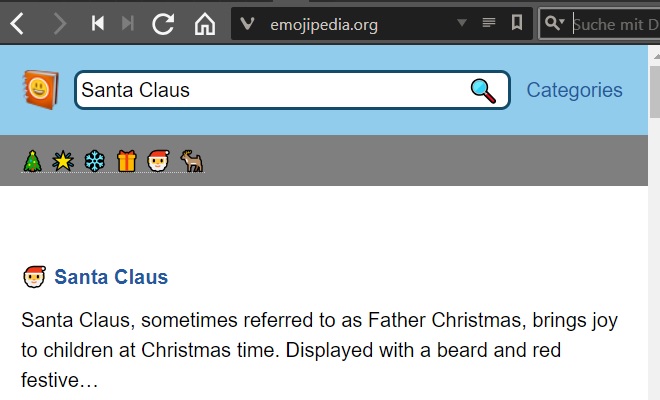 emojipedia.org
Suche mit D
Santa Claus
Categories
🎄 🌟 ❄ 🎁 🎅 🦌
🎅 Santa Claus
Santa Claus, sometimes referred to as Father Christmas, brings joy
to children at Christmas time. Displayed with a beard and red
festive…